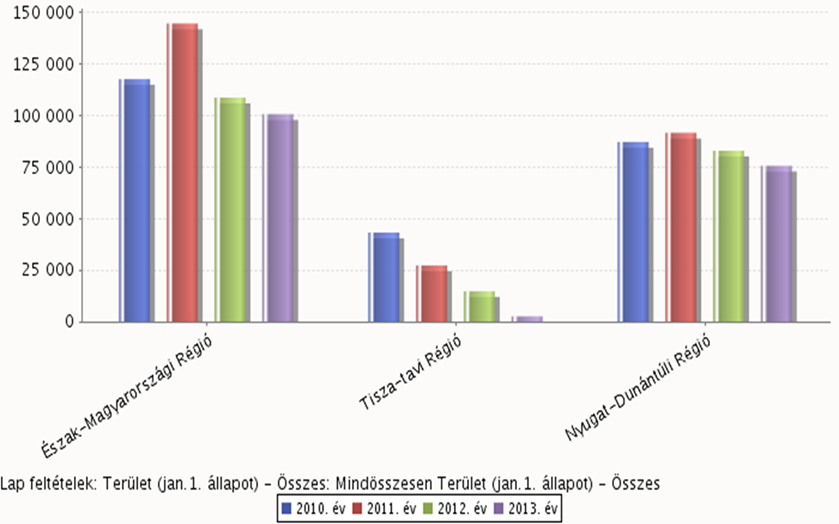 150 000
125 000
100 000
75 000
50 000
25 000
0
Észak-Magyarországi Régió
Tisza-tavi Régió
Nyugat-Dunántúli Régió
Lap feltételek: Terület (jan.1. állapot) - Összes: Mindösszesen Terület (jan.1. állapot) - Összes
2010. év 2011. év 2012. év 2013. év